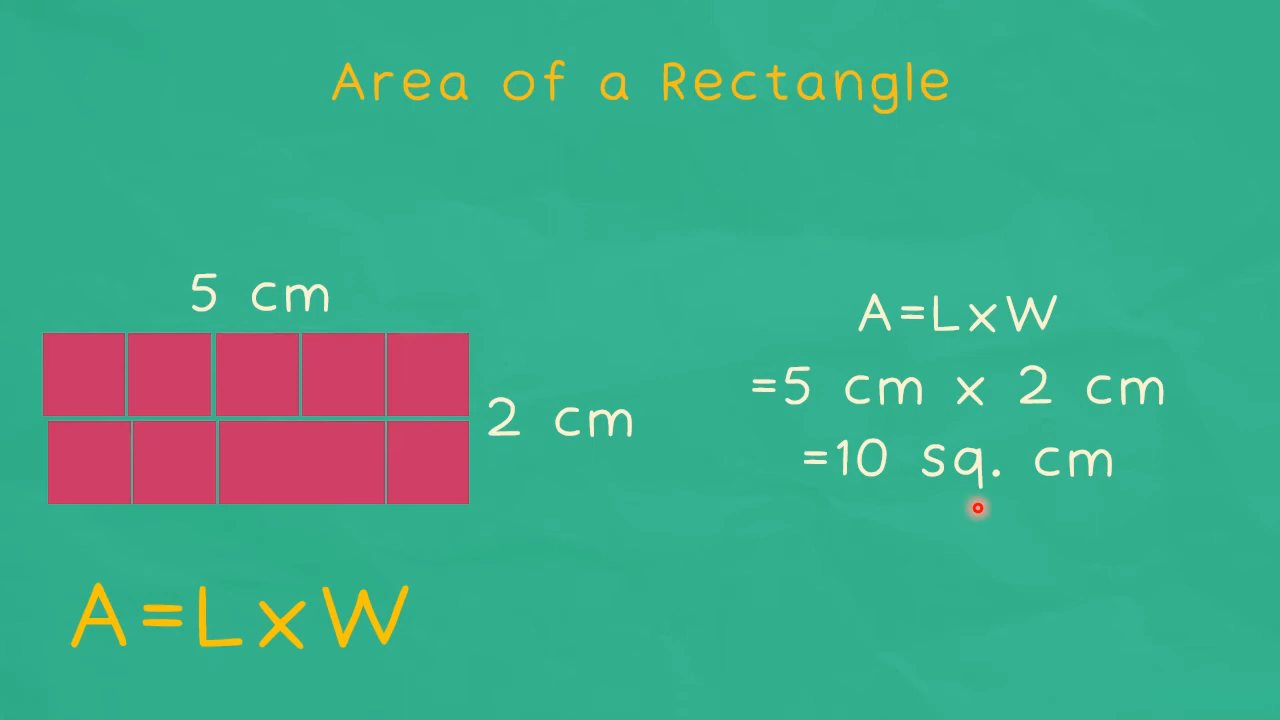 Area of a Rectangle
5 cm
2 cm
A=LxW
=5 cm x 2 cm
=10 sq. cm
A=LxW